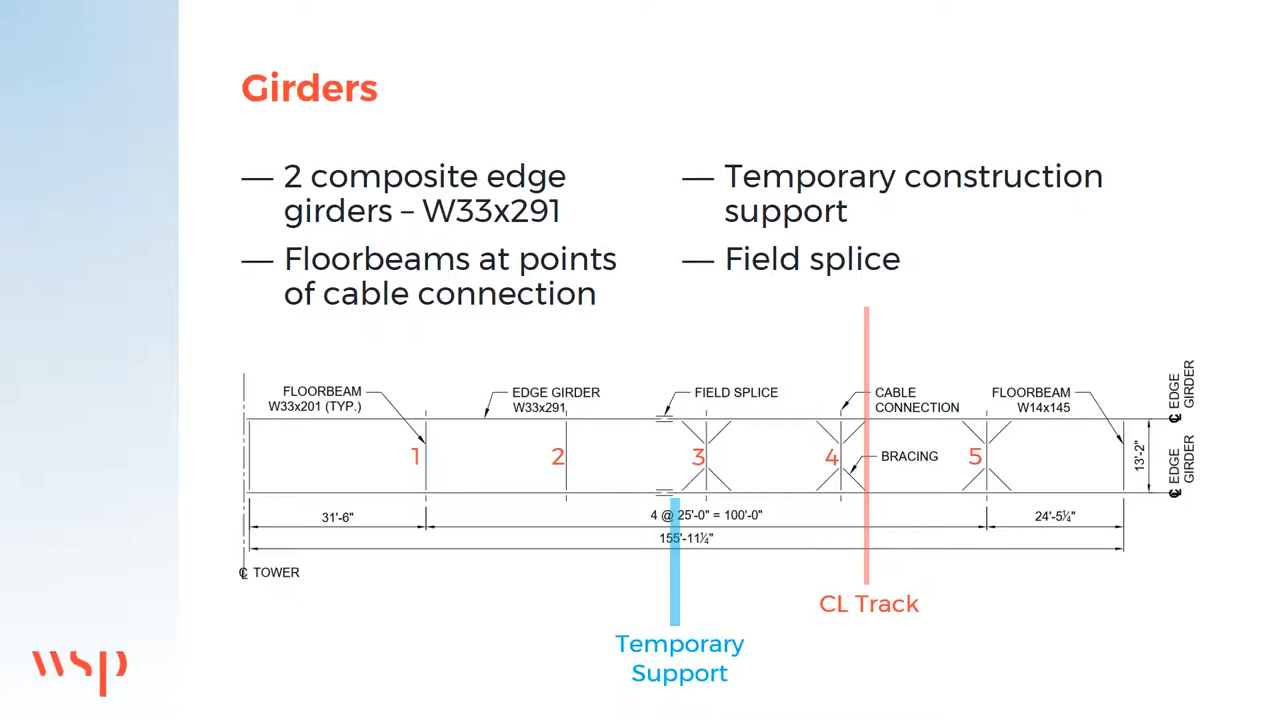 Girders
— 2 composite edge
girders – W33x291
— Floorbeams at points
of cable connection
— Temporary construction
support
— Field splice
FLOORBEAM
W33x201 (TYP.)
EDGE GIRDER
W33x291
FIELD SPLICE
CABLE
CONNECTION
FLOORBEAM
W14x145
℄ EDGE
GIRDER
1
2
3
4
5
BRACING
13'-2"
℄ EDGE
GIRDER
31'-6"
4 @ 25'-0" = 100'-0"
24'-5¼"
155'-11¼"
℄ TOWER
CL Track
Temporary
Support
wsp